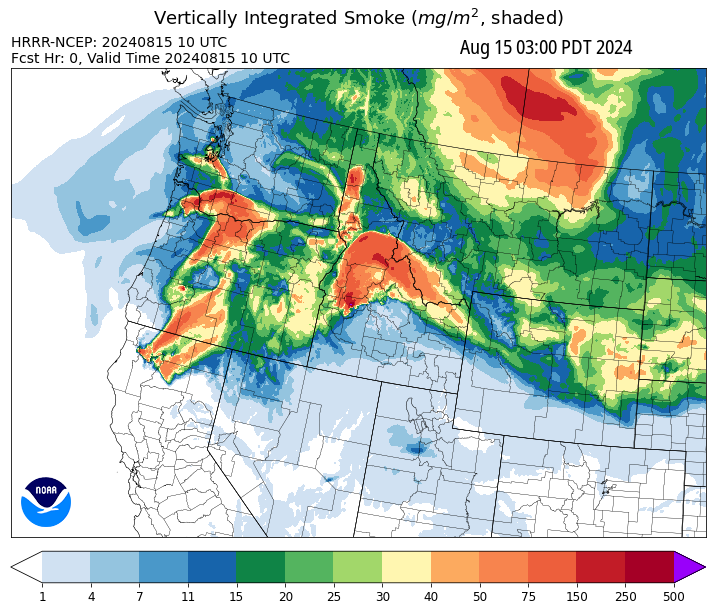 Vertically Integrated Smoke (mg/m², shaded)
HRRR-NCEP: 20240815 10 UTC
Aug 15 03:00 PDT 2024
Fcst Hr: 0, Valid Time 20240815 10 UTC
NOAA
1 4 7 11 15 20 25 30 40 50 75 150 250 500